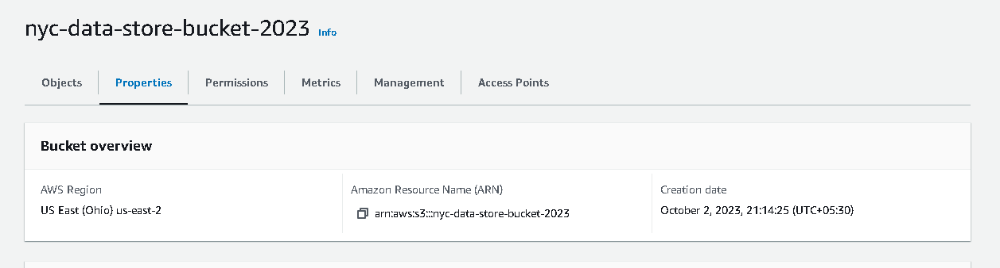 nyc-data-store-bucket-2023 Info
Objects Properties Permissions Metrics Management Access Points
Bucket overview
AWS Region Amazon Resource Name (ARN) Creation date
US East (Ohio) us-east-2 arn:aws:s3:::nyc-data-store-bucket-2023 October 2, 2023, 21:14:25 (UTC+05:30)